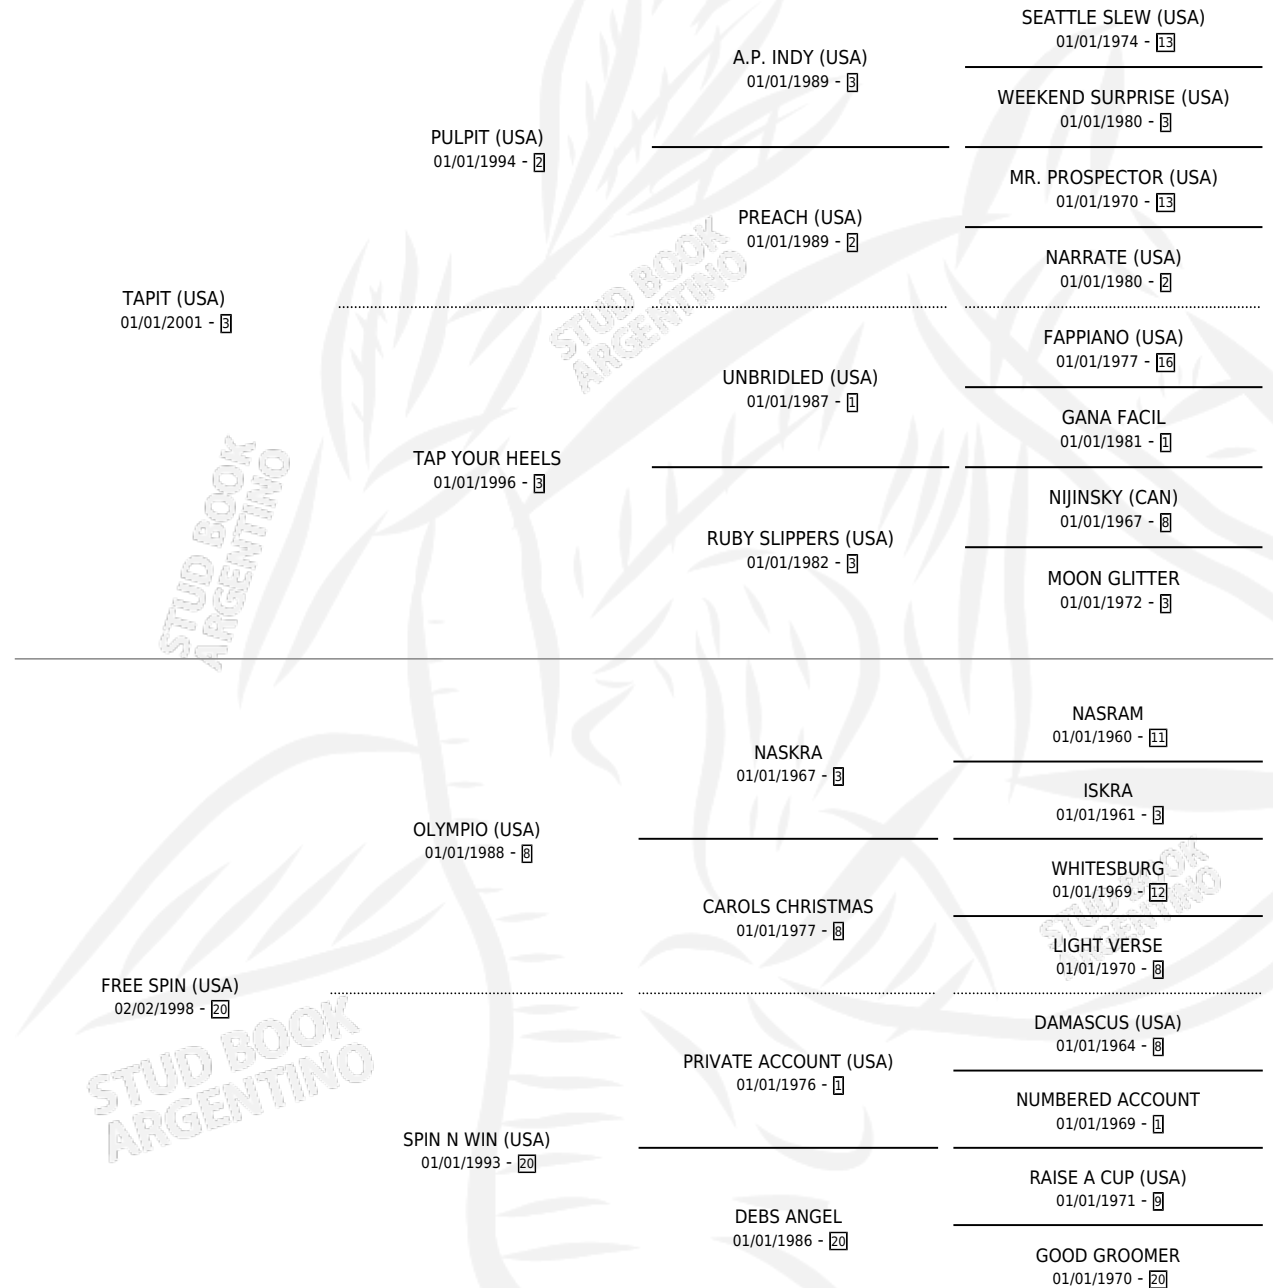 SEATTLE SLEW (USA)
01/01/1974 - 13
A.P. INDY (USA)
01/01/1989 - 3
WEEKEND SURPRISE (USA)
01/01/1980 - 3
PULPIT (USA)
01/01/1994 - 2
MR. PROSPECTOR (USA)
01/01/1970 - 13
PREACH (USA)
01/01/1989 - 2
NARRATE (USA)
01/01/1980 - 2
TAPIT (USA)
01/01/2001 - 3
STUD BOOK
ARGENTINO
FAPPIANO (USA)
01/01/1977 - 16
UNBRIDLED (USA)
01/01/1987 - 1
GANA FACIL
01/01/1981 - 1
TAP YOUR HEELS
01/01/1996 - 3
NIJINSKY (CAN)
01/01/1967 - 8
RUBY SLIPPERS (USA)
01/01/1982 - 3
MOON GLITTER
01/01/1972 - 3
STUD BOOK
ARGENTINO
NASRAM
01/01/1960 - 11
NASKRA
01/01/1967 - 3
ISKRA
01/01/1961 - 3
OLYMPIO (USA)
01/01/1988 - 8
WHITESBURG
01/01/1969 - 12
CAROLS CHRISTMAS
01/01/1977 - 8
STUD BOOK
ARGENTINO
LIGHT VERSE
01/01/1970 - 8
FREE SPIN (USA)
02/02/1998 - 20
STUD BOOK
ARGENTINO
DAMASCUS (USA)
01/01/1964 - 8
PRIVATE ACCOUNT (USA)
01/01/1976 - 1
NUMBERED ACCOUNT
01/01/1969 - 1
SPIN N WIN (USA)
01/01/1993 - 20
RAISE A CUP (USA)
01/01/1971 - 9
DEBS ANGEL
01/01/1986 - 20
GOOD GROOMER
01/01/1970 - 20